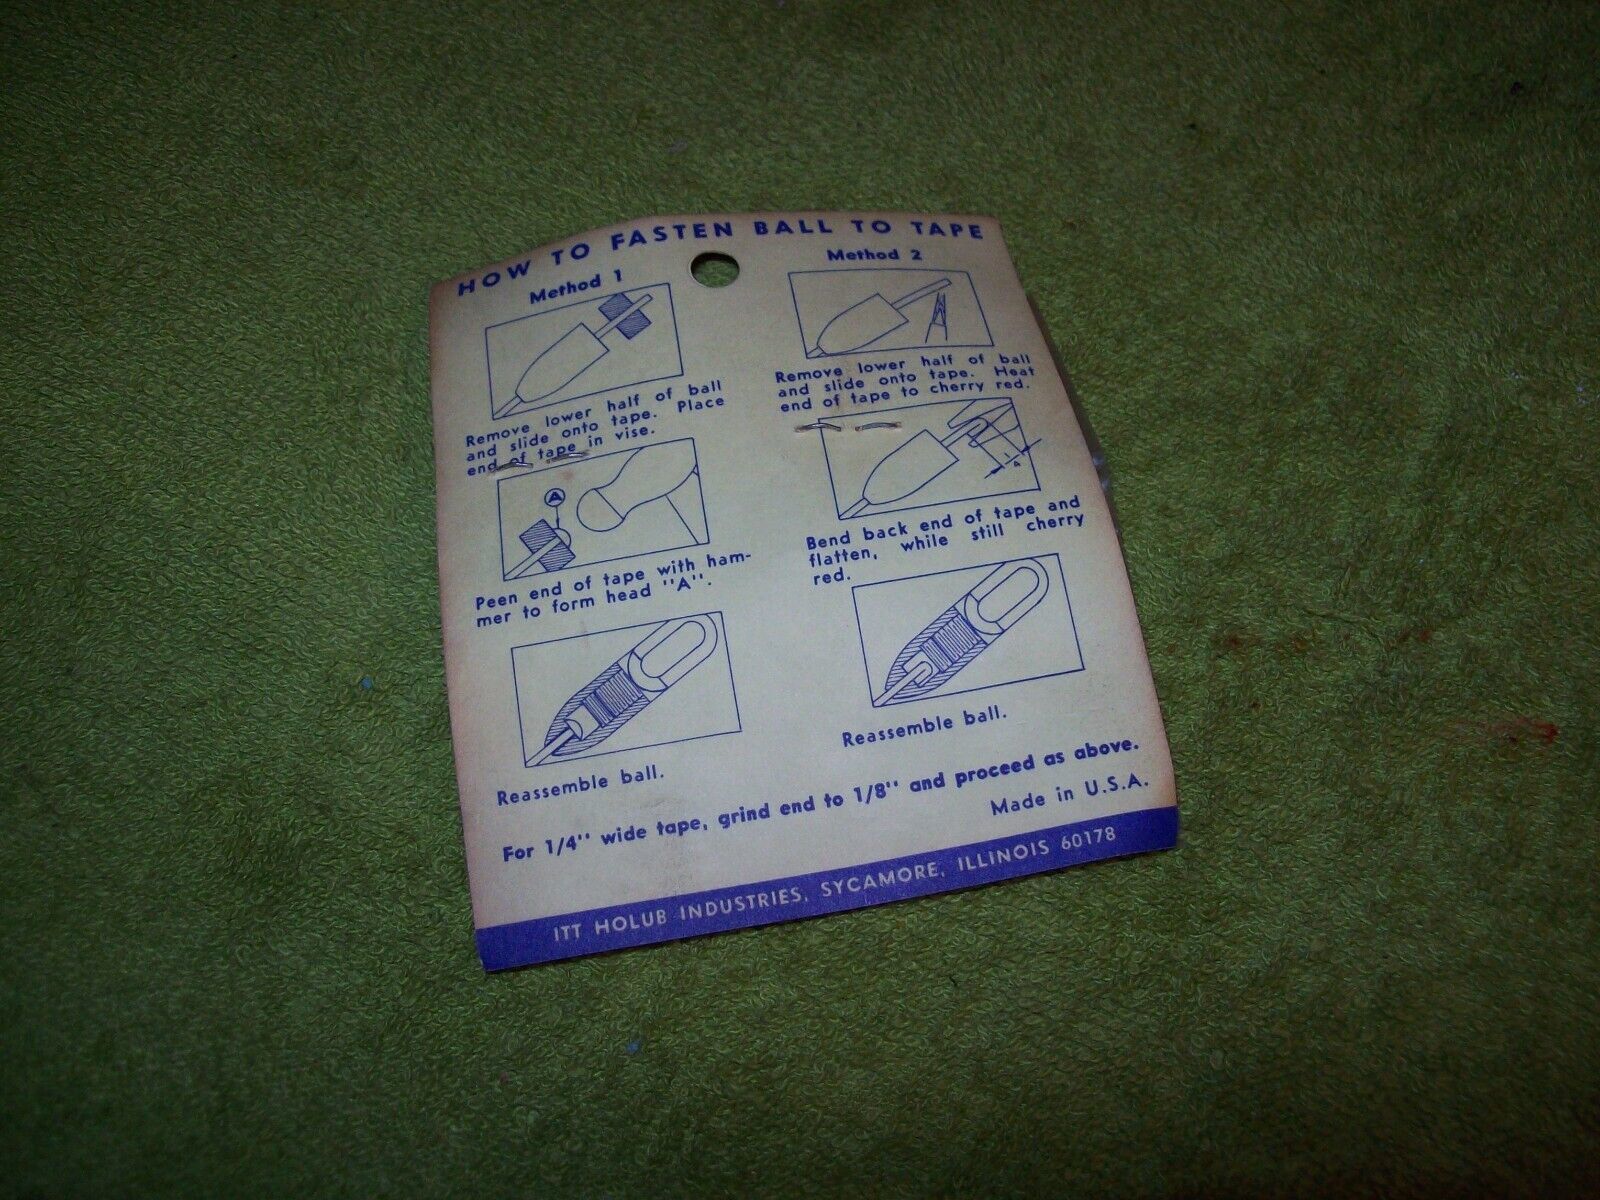 HOW TO FASTEN BALL TO TAPE
Method 1
Remove lower half of ball
and slide onto tape. Place
end of tape in vise.
A
Peen end of tape with ham-
mer to form head "A".
Reassemble ball.
Method 2
Remove lower half of ball
and slide onto tape. Heat
end of tape to cherry red.
Bend back end of tape and
flatten, while still cherry
red.
Reassemble ball.
For 1/4" wide tape, grind end to 1/8" and proceed as above.
Made in U.S.A.
ITT HOLUB INDUSTRIES, SYCAMORE, ILLINOIS 60178